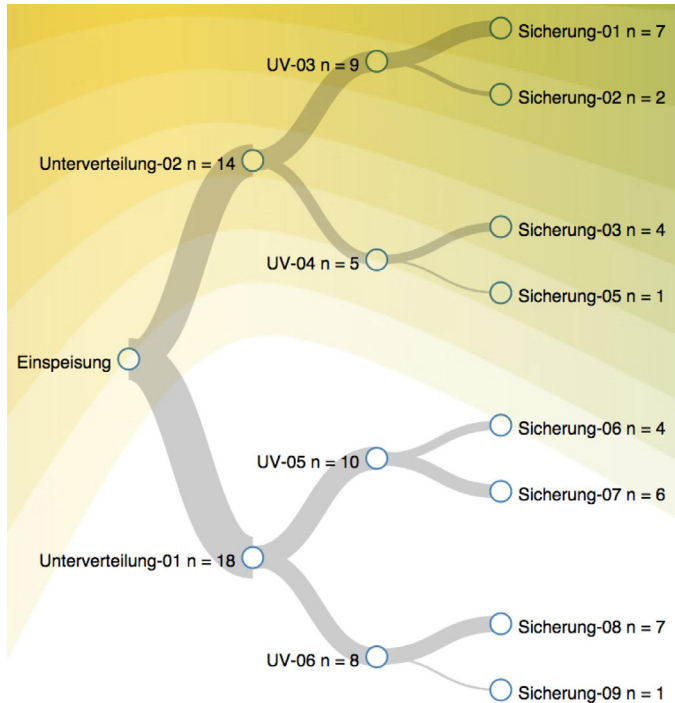 Sicherung-01 n = 7
UV-03 n = 9
Sicherung-02 n = 2
Unterverteilung-02 n = 14
Sicherung-03 n = 4
UV-04 n = 5
Sicherung-05 n = 1
Einspeisung
Sicherung-06 n = 4
UV-05 n = 10
Sicherung-07 n = 6
Unterverteilung-01 n = 18
Sicherung-08 n = 7
UV-06 n = 8
Sicherung-09 n = 1